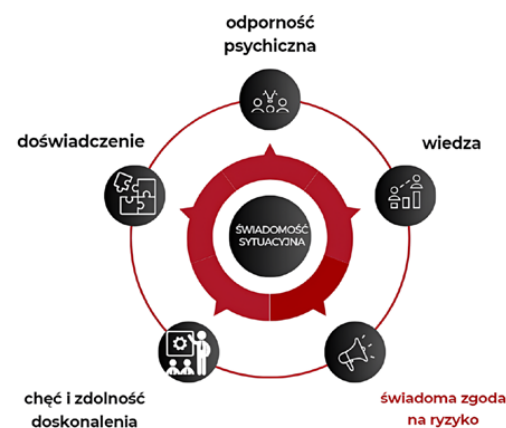 odporność
psychiczna
doświadczenie
wiedza
ŚWIADOMOŚĆ
SYTUACYJNA
chęć i zdolność
doskonalenia
świadoma zgoda
na ryzyko